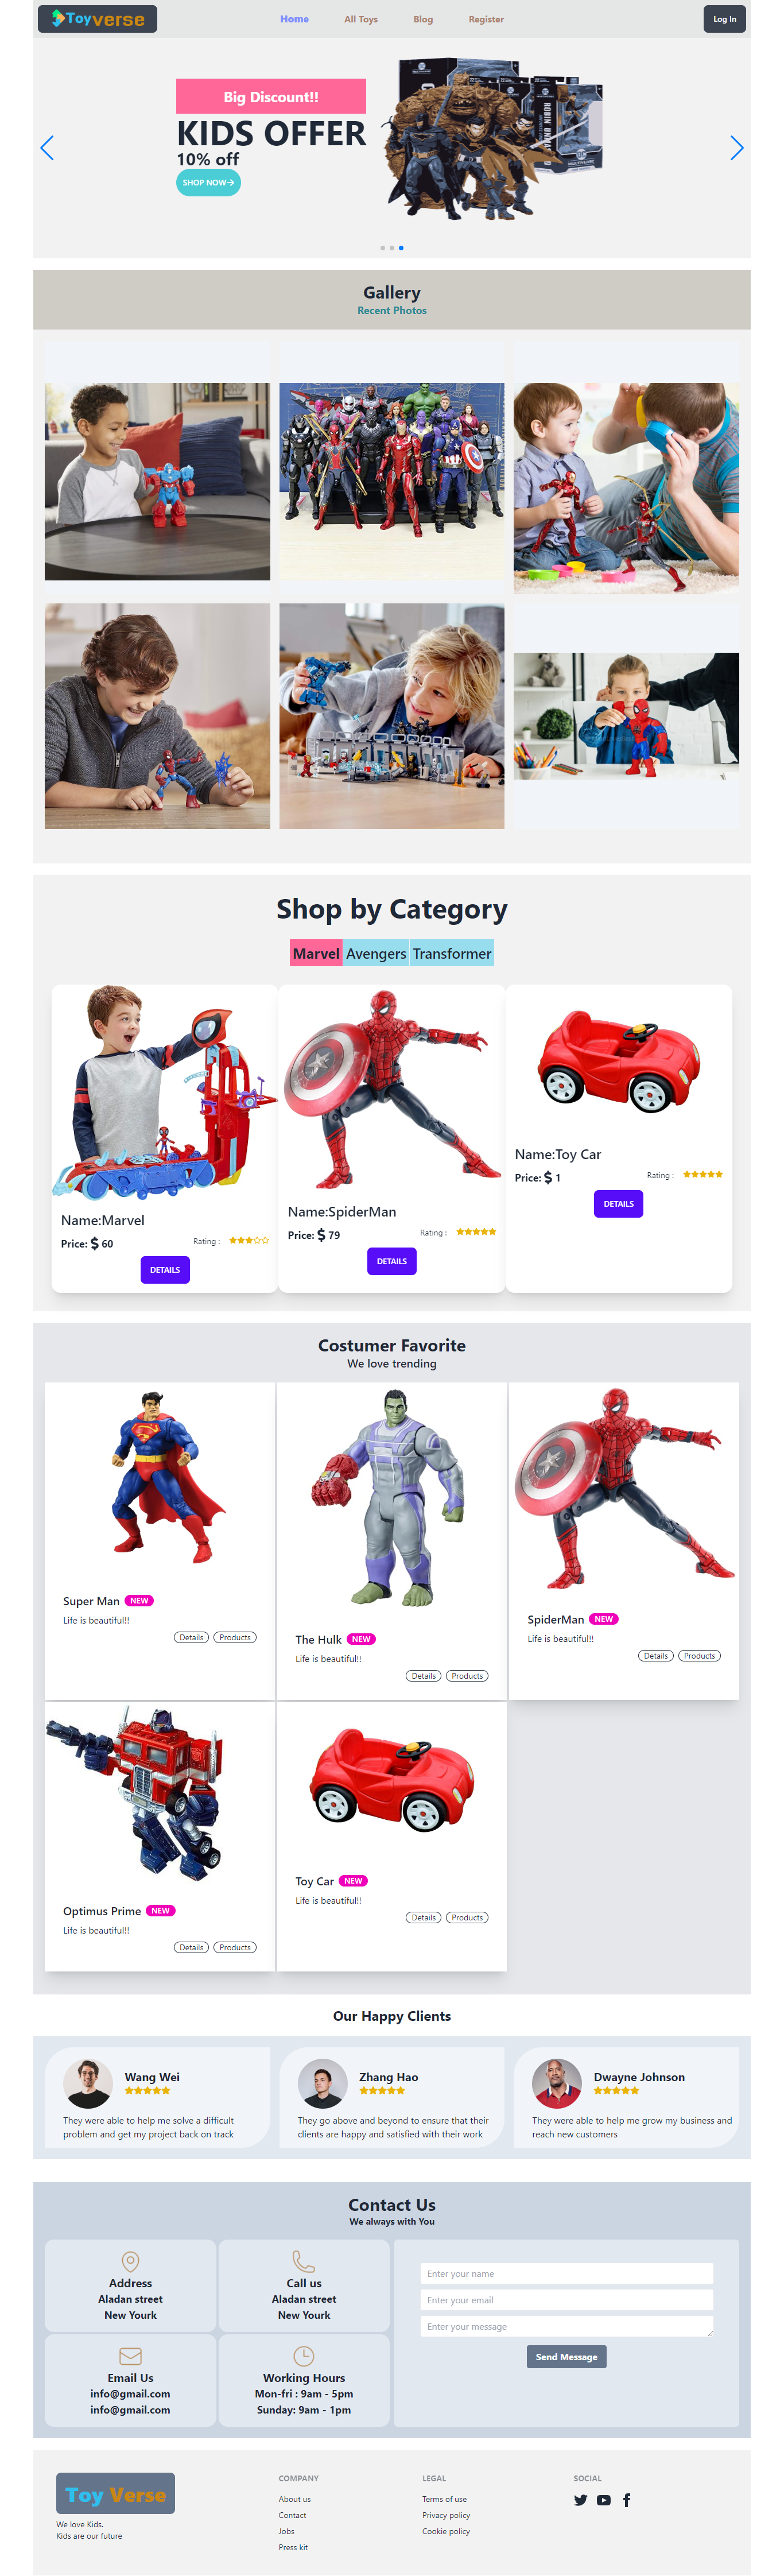 Toyverse
Home
All Toys
Blog
Register
Log In
Big Discount!!
KIDS OFFER
10% off
SHOP NOW→
Gallery
Recent Photos
Shop by Category
Marvel
Avengers
Transformer
Name:Marvel
Price: $ 60
Rating :
DETAILS
Name:SpiderMan
Price: $ 79
Rating :
DETAILS
Name:Toy Car
Price: $ 1
Rating :
DETAILS
Costumer Favorite
We love trending
Super Man NEW
Life is beautiful!!
Details Products
The Hulk NEW
Life is beautiful!!
Details Products
SpiderMan NEW
Life is beautiful!!
Details Products
Optimus Prime NEW
Life is beautiful!!
Details Products
Toy Car NEW
Life is beautiful!!
Details Products
Our Happy Clients
Wang Wei
They were able to help me solve a difficult
problem and get my project back on track
Zhang Hao
They go above and beyond to ensure that their
clients are happy and satisfied with their work
Dwayne Johnson
They were able to help me grow my business and
reach new customers
Contact Us
We always with You
Address
Aladan street
New Yourk
Call us
Aladan street
New Yourk
Email Us
info@gmail.com
info@gmail.com
Working Hours
Mon-fri : 9am - 5pm
Sunday: 9am - 1pm
Enter your name
Enter your email
Enter your message
Send Message
Toy Verse
We love Kids.
Kids are our future
COMPANY
About us
Contact
Jobs
Press kit
LEGAL
Terms of use
Privacy policy
Cookie policy
SOCIAL